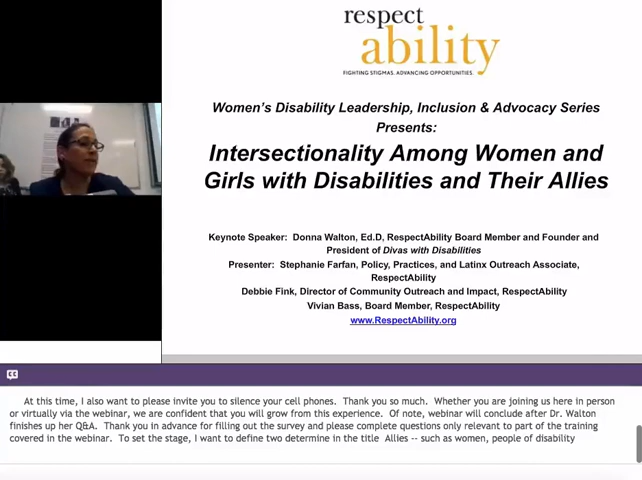 respect
ability
FIGHTING STIGMAS. ADVANCING OPPORTUNITIES.
Women's Disability Leadership, Inclusion & Advocacy Series
Presents:
Intersectionality Among Women and
Girls with Disabilities and Their Allies
Keynote Speaker: Donna Walton, Ed.D, RespectAbility Board Member and Founder and
President of Divas with Disabilities
Presenter: Stephanie Farfan, Policy, Practices, and Latinx Outreach Associate,
RespectAbility
Debbie Fink, Director of Community Outreach and Impact, RespectAbility
Vivian Bass, Board Member, RespectAbility
www.RespectAbility.org
CC
At this time, I also want to please invite you to silence your cell phones. Thank you so much. Whether you are joining us here in person
or virtually via the webinar, we are confident that you will grow from this experience. Of note, webinar will conclude after Dr. Walton
finishes up her Q&A. Thank you in advance for filling out the survey and please complete questions only relevant to part of the training
covered in the webinar. To set the stage, I want to define two determine in the title Allies -- such as women, people of disability